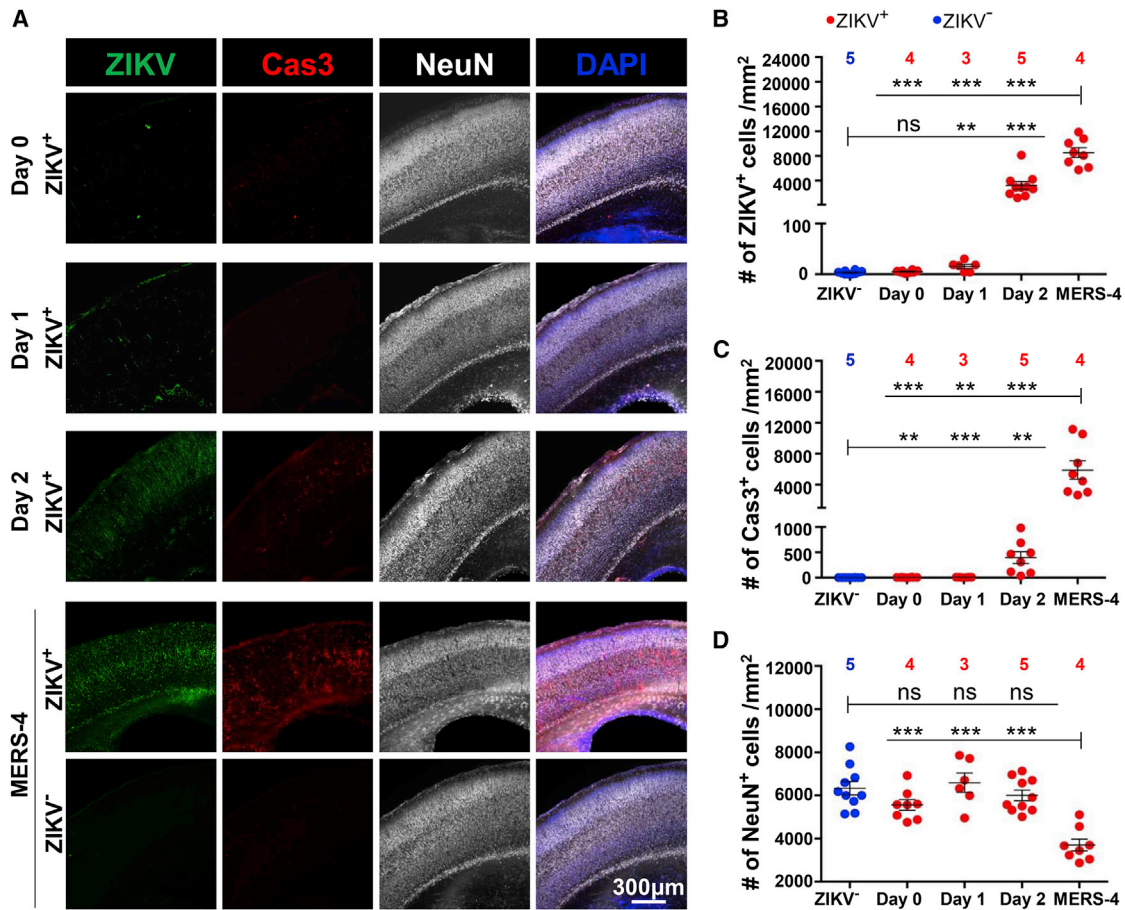 A
ZIKV Cas3 NeuN DAPI
Day 0
ZIKV+
Day 1
ZIKV+
Day 2
ZIKV+
MERS-4
ZIKV+
ZIKV-
300μm
B
ZIKV+ ZIKV-
# of ZIKV+ cells /mm2
24000
20000
16000
12000
8000
4000
100
0
5 4 3 5 4
*** *** ***
ns ** ***
ZIKV- Day 0 Day 1 Day 2 MERS-4
C
# of Cas3+ cells /mm2
20000
16000
12000
8000
4000
1000
500
0
5 4 3 5 4
*** ** ***
** *** **
ZIKV- Day 0 Day 1 Day 2 MERS-4
D
# of NeuN+ cells /mm2
12000
10000
8000
6000
4000
2000
5 4 3 5 4
ns ns ns
*** *** ***
ZIKV- Day 0 Day 1 Day 2 MERS-4